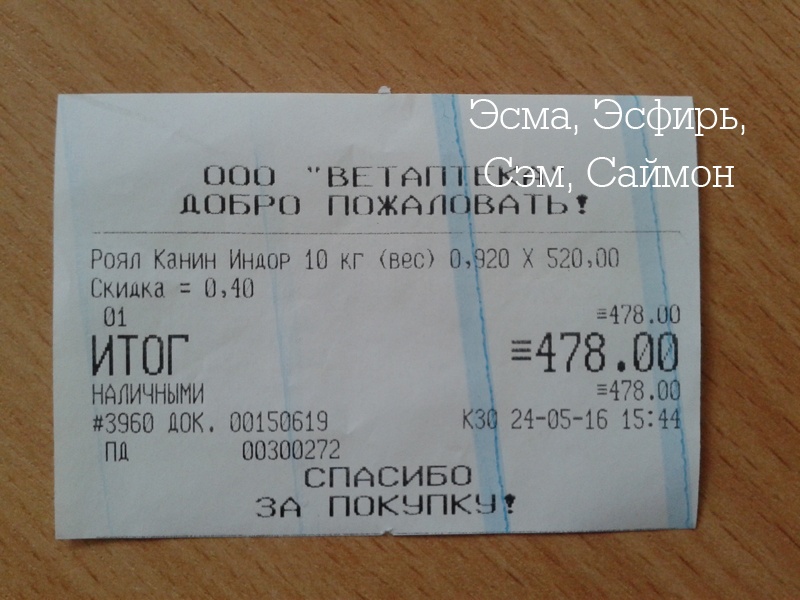 Эсма, Эсфирь,
Сэм, Саймон
ООО "ВЕТАПТЕКА"
ДОБРО ПОЖАЛОВАТЬ!
Роял Канин Индор 10 кг (вес) 0,920 X 520,00
Скидка = 0,40
01 ≡478.00
ИТОГ ≡478.00
НАЛИЧНЫМИ ≡478.00
#3960 ДОК. 00150619 К30 24-05-16 15:44
ПД 00300272
СПАСИБО
ЗА ПОКУПКУ!